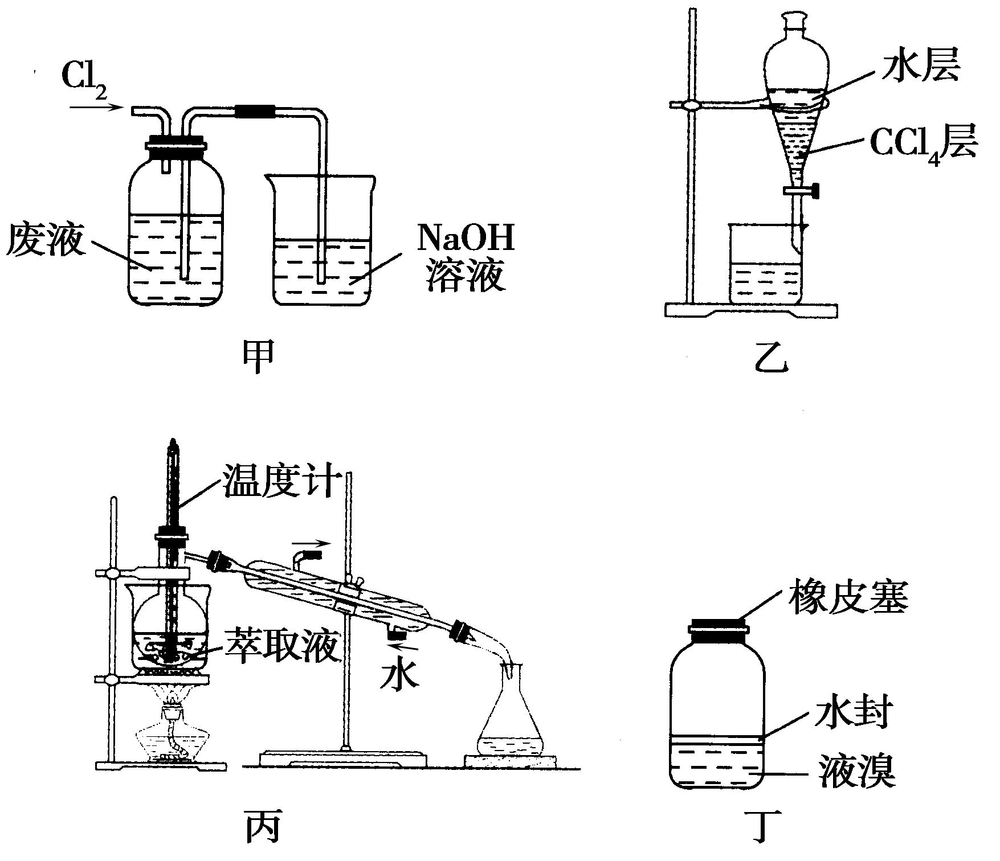 Cl2
废液
NaOH
溶液
甲
水层
CCl4层
乙
温度计
萃取液
水
丙
橡皮塞
水封
液溴
丁